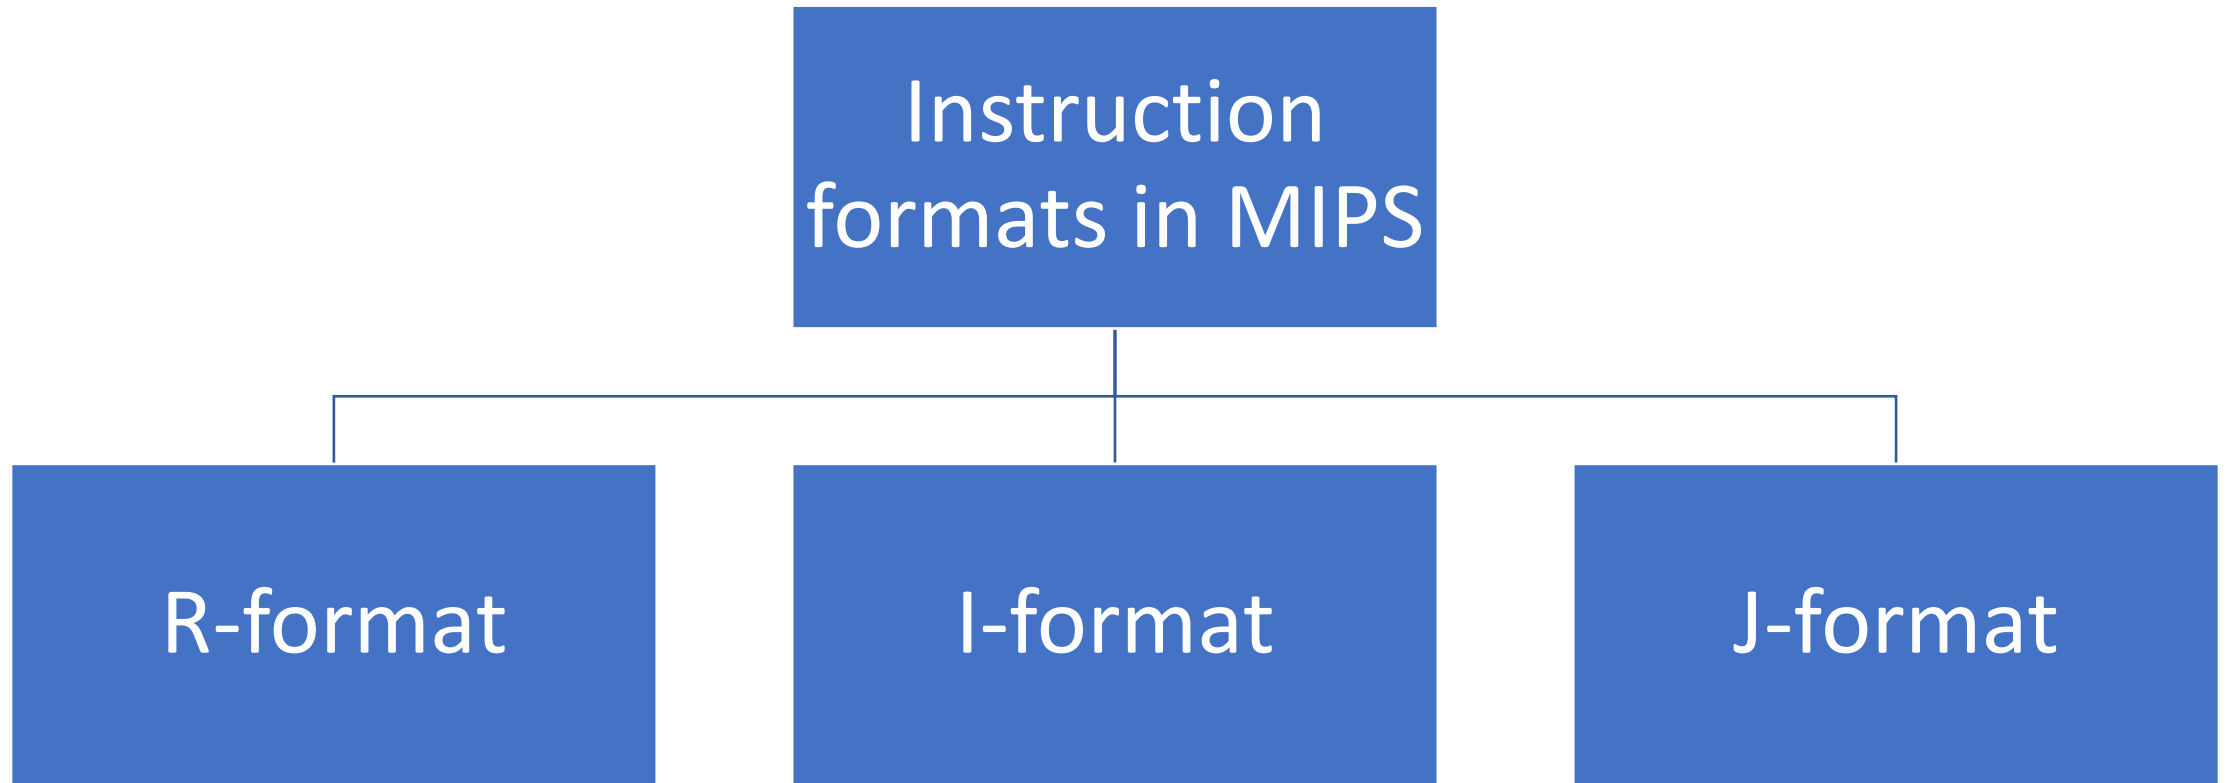 Instruction
formats in MIPS
R-format
I-format
J-format